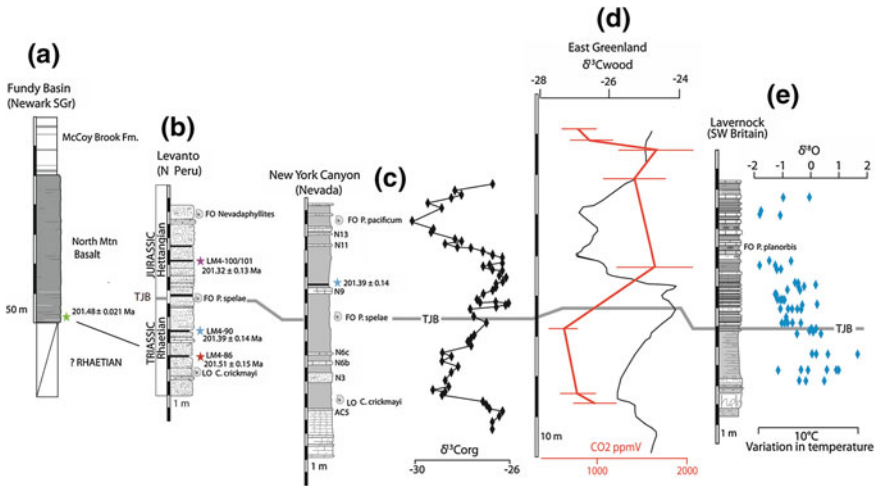 (a)
Fundy Basin
(Newark SGr)
McCoy Brook Fm.
North Mtn
Basalt
50 m
201.48 ± 0.021 Ma
? RHAETIAN
(b)
Levanto
(N Peru)
JURASSIC
Hettangian
TJB
TRIASSIC
Rhaetian
FO Nevadaphyllites
LM4-100/101
201.32 ± 0.13 Ma
FO P. spelae
LM4-90
201.39 ± 0.14 Ma
LM4-86
201.51 ± 0.15 Ma
LO C. crickmayi
1 m
New York Canyon
(Nevada)
(c)
FO P. pacificum
N13
N11
201.39 ± 0.14
N9
FO P. spelae
TJB
N6c
N6b
N3
LO C. crickmayi
ACS
1 m
δ¹³Corg
-30
-26
(d)
East Greenland
δ¹³Cwood
-28
-26
-24
10 m
CO2 ppmV
1000
2000
(e)
Lavernock
(SW Britain)
δ¹⁸O
-2
-1
0
1
2
FO P. planorbis
TJB
1 m
10°C
Variation in temperature